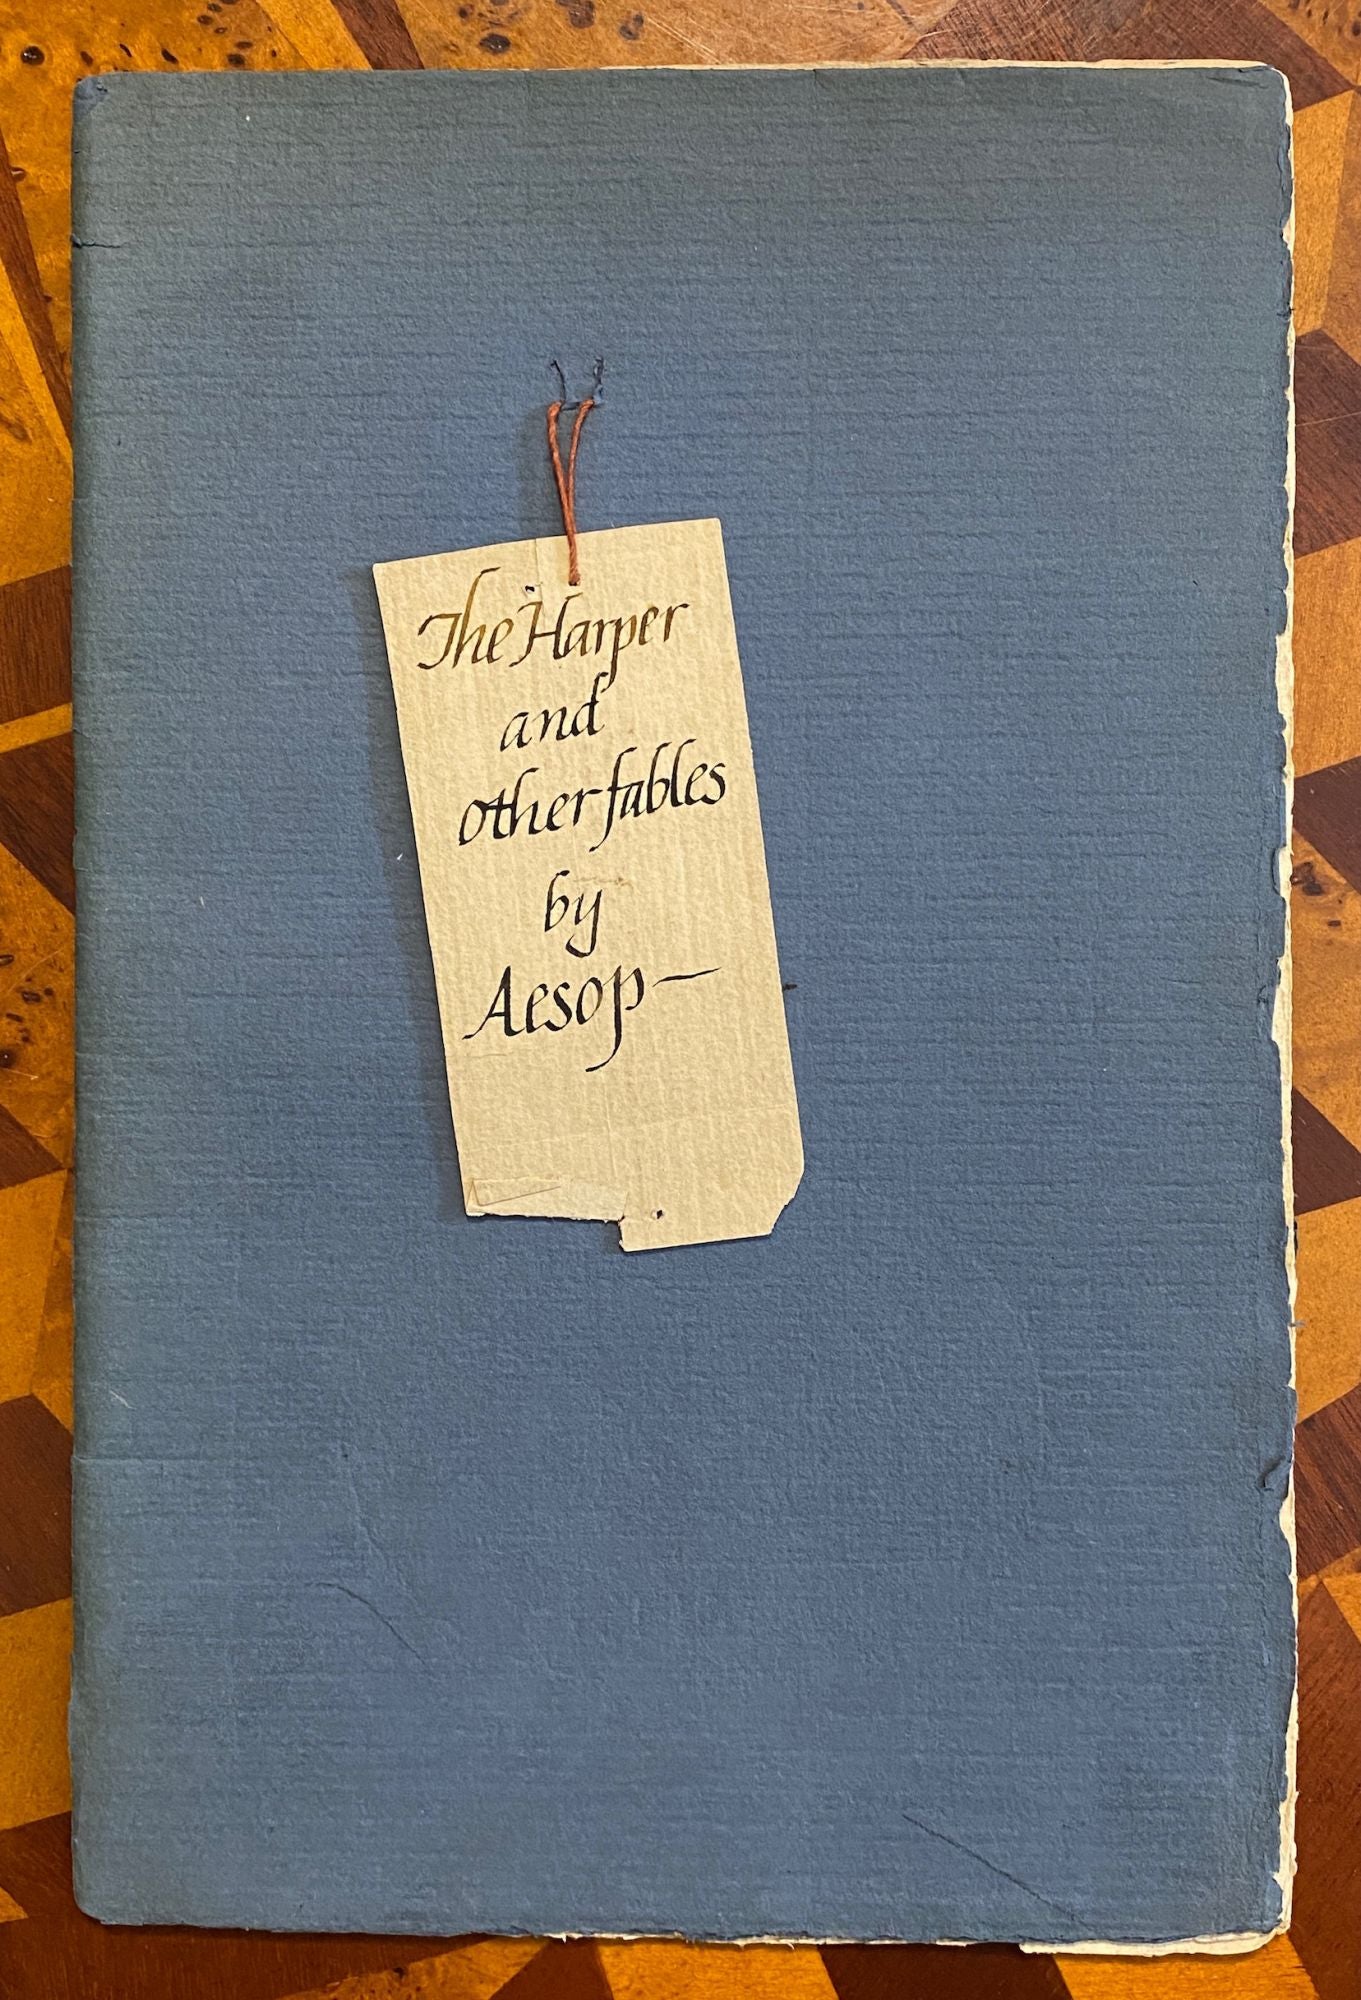 The Harper
and
other fables
by
Aesop—